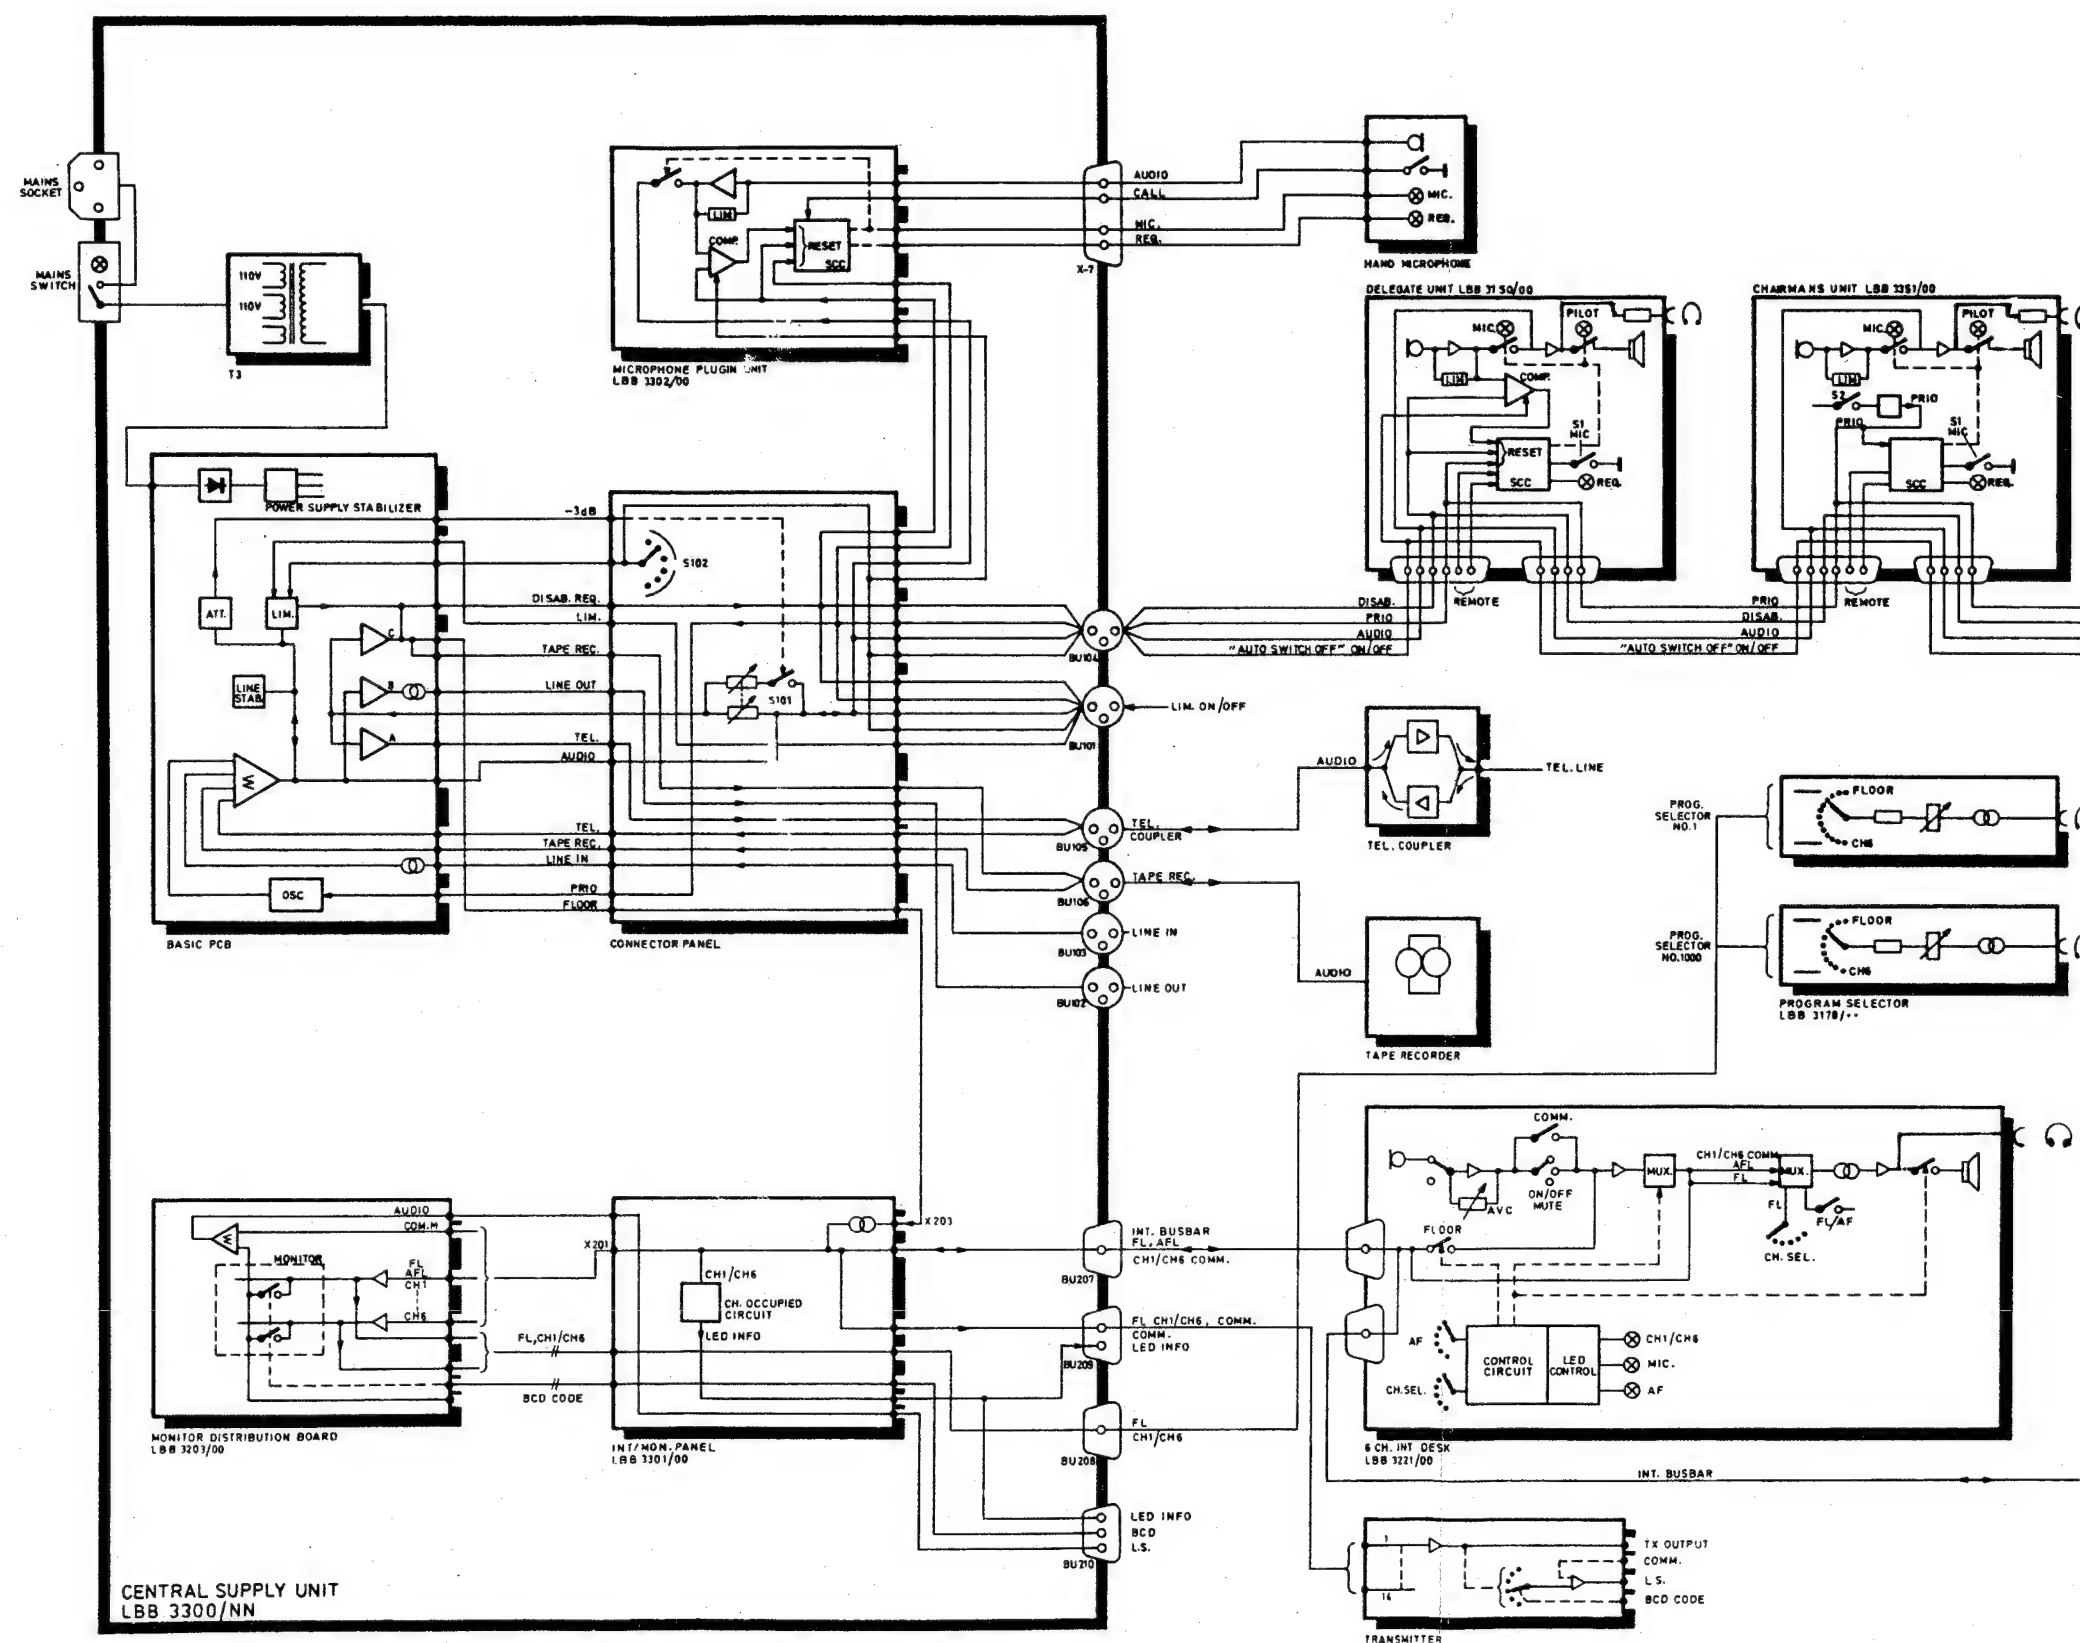 MAINS
SOCKET
MAINS
SWITCH
110V
110V
T3
LIM
COMP.
RESET
SCC
MICROPHONE PLUGIN UNIT
LBB 3302/00
X-7
AUDIO
CALL
MIC.
REQ.
MIC.
REQ.
HAND MICROPHONE
DELEGATE UNIT LBB 3150/00
MIC.
PILOT
LIM
COMP.
S1
MIC
RESET
SCC
REQ.
REMOTE
CHAIRMANS UNIT LBB 3351/00
MIC.
PILOT
LIM
S2
PRIO
PRIO
S1
MIC
SCC
REQ.
REMOTE
DISAB.
PRIO
AUDIO
"AUTO SWITCH OFF" ON/OFF
PRIO
DISAB.
AUDIO
"AUTO SWITCH OFF" ON/OFF
POWER SUPPLY STABILIZER
ATT.
LIM.
C
LINE
STAB.
B
A
OSC
BASIC PCB
-3dB
S102
DISAB. REQ.
LIM.
TAPE REC.
LINE OUT
S101
TEL.
AUDIO
TEL.
TAPE REC.
LINE IN
PRIO
FLOOR
CONNECTOR PANEL
BU104
BU101
LIM. ON/OFF
BU105
TEL.
COUPLER
BU106
TAPE REC.
BU103
LINE IN
BU102
LINE OUT
AUDIO
TEL. LINE
TEL. COUPLER
AUDIO
TAPE RECORDER
PROG.
SELECTOR
NO.1
FLOOR
CH6
PROG.
SELECTOR
NO.1000
FLOOR
CH6
PROGRAM SELECTOR
LBB 3178/··
AUDIO
COM.M
MONITOR
FL
AFL
CH1
CH6
MONITOR DISTRIBUTION BOARD
LBB 3203/00
FL,CH1/CH6
BCD CODE
X201
X203
CH1/CH6
CH. OCCUPIED
CIRCUIT
LED INFO
INT/MON. PANEL
LBB 3301/00
BU207
INT. BUSBAR
FL, AFL
CH1/CH6 COMM.
BU209
FL CH1/CH6, COMM.
COMM.
LED INFO
BU208
FL
CH1/CH6
BU210
LED INFO
BCD
L.S.
COMM.
AVC
ON/OFF
MUTE
MUX.
CH1/CH6 COMM.
AFL
FL
MUX.
FL
FL/AF
CH. SEL.
FLOOR
AF
CH.SEL.
CONTROL
CIRCUIT
LED
CONTROL
CH1/CH6
MIC.
AF
6 CH. INT DESK
LBB 3221/00
INT. BUSBAR
1
14
TX OUTPUT
COMM.
L.S.
BCD CODE
TRANSMITTER
CENTRAL SUPPLY UNIT
LBB 3300/NN